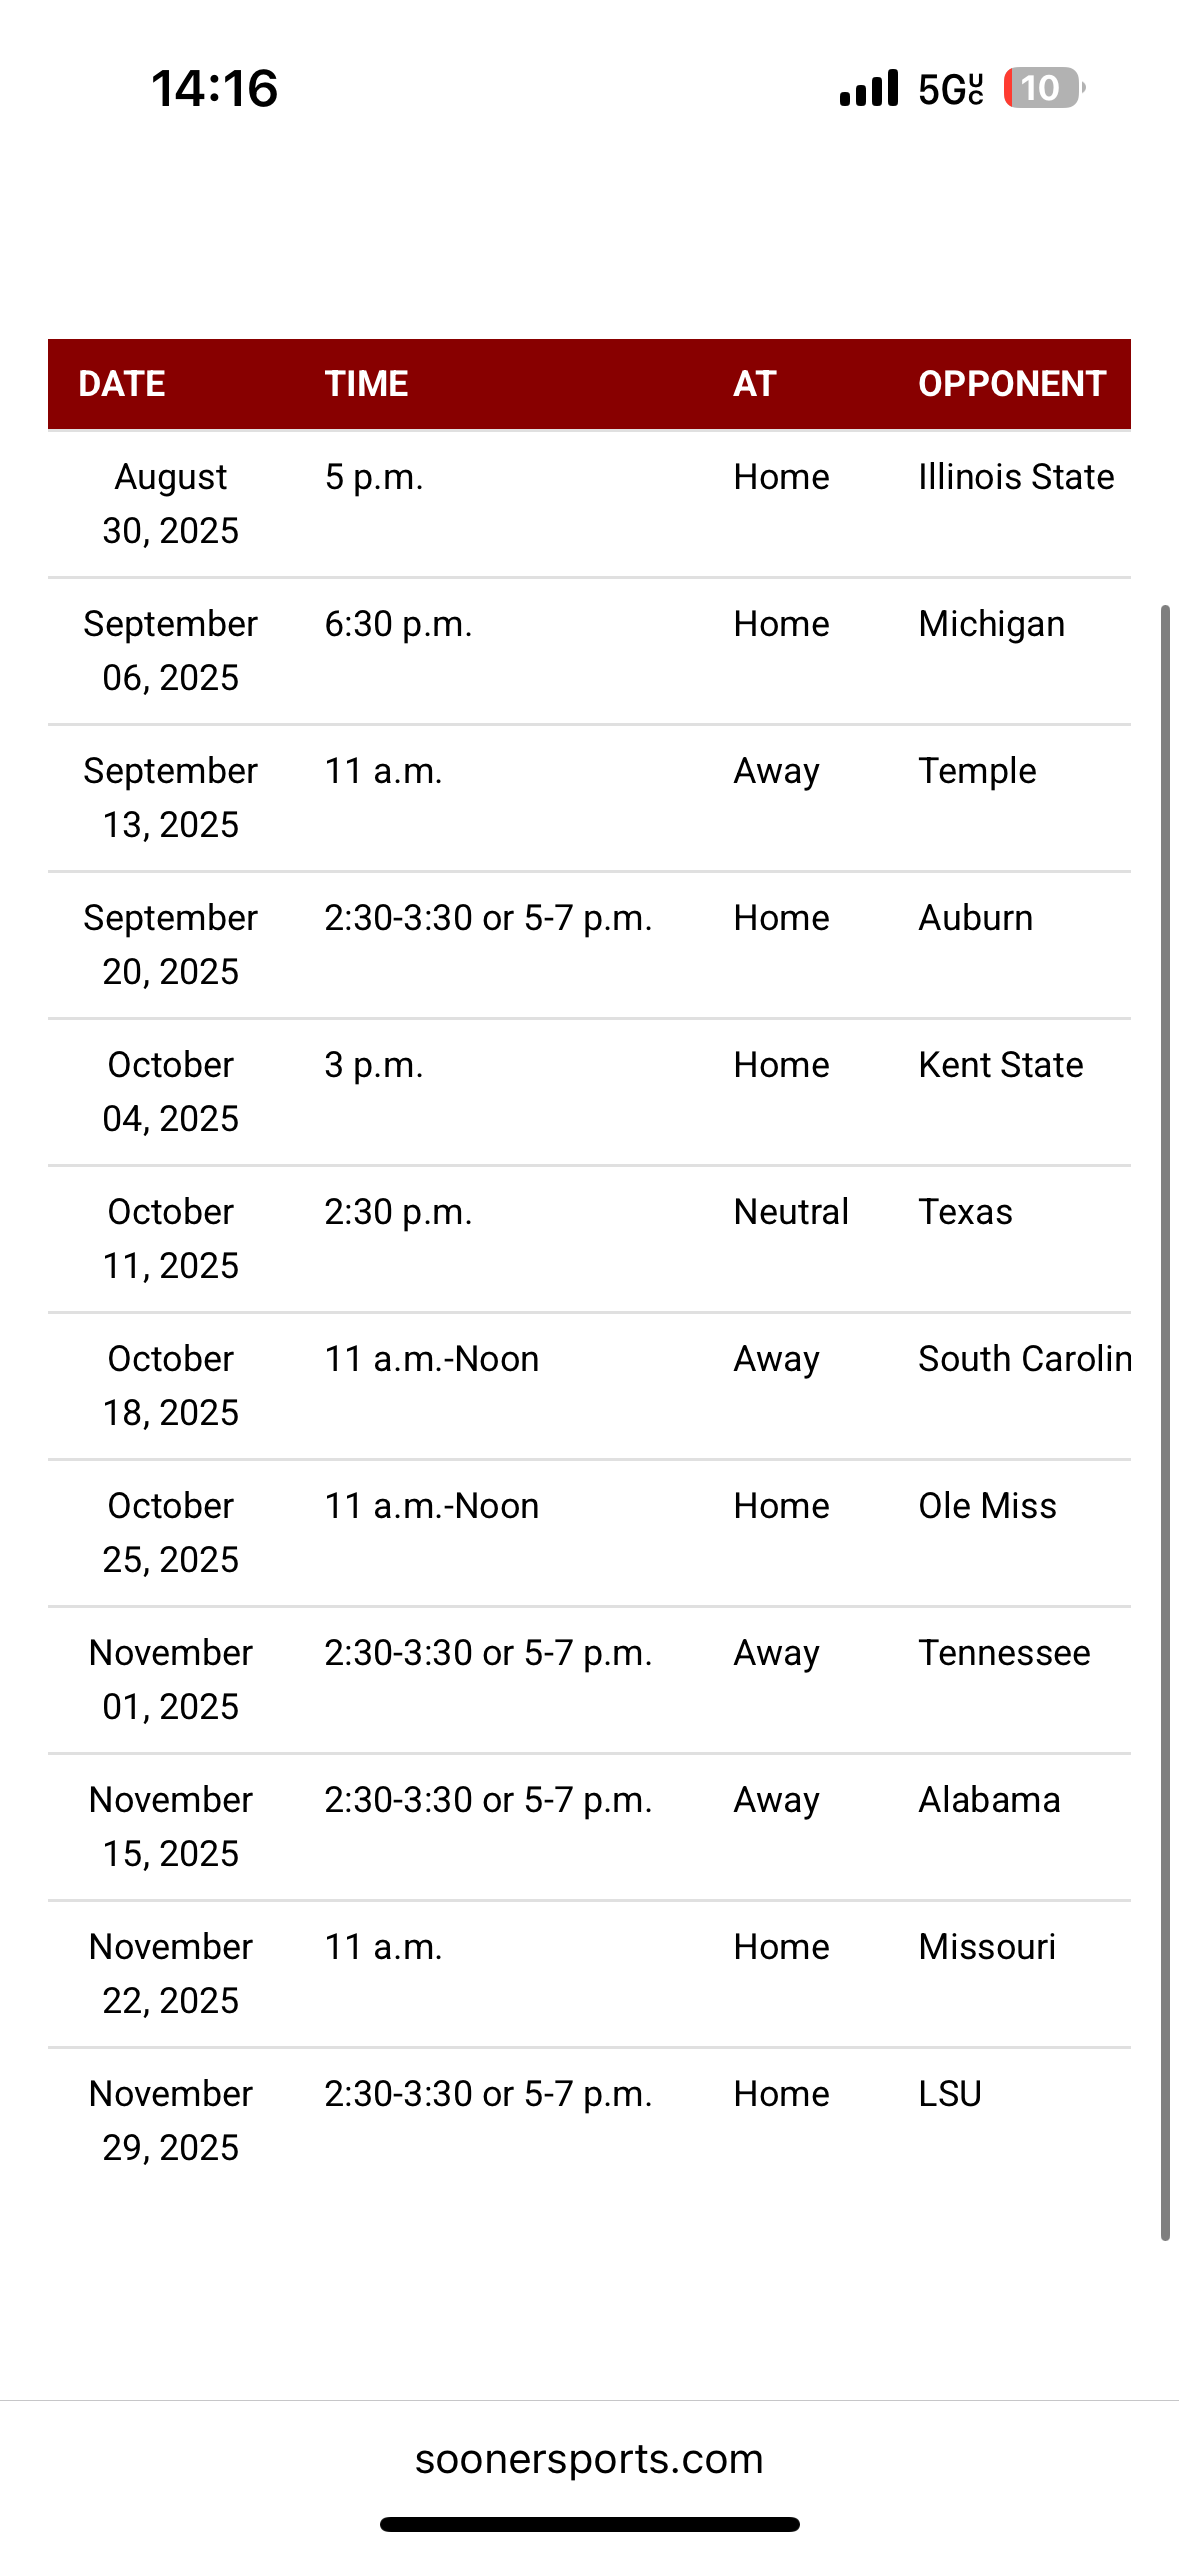 14:16 5GUC 10
DATE TIME AT OPPONENT
August 5 p.m. Home Illinois State
30, 2025
September 6:30 p.m. Home Michigan
06, 2025
September 11 a.m. Away Temple
13, 2025
September 2:30-3:30 or 5-7 p.m. Home Auburn
20, 2025
October 3 p.m. Home Kent State
04, 2025
October 2:30 p.m. Neutral Texas
11, 2025
October 11 a.m.-Noon Away South Carolin
18, 2025
October 11 a.m.-Noon Home Ole Miss
25, 2025
November 2:30-3:30 or 5-7 p.m. Away Tennessee
01, 2025
November 2:30-3:30 or 5-7 p.m. Away Alabama
15, 2025
November 11 a.m. Home Missouri
22, 2025
November 2:30-3:30 or 5-7 p.m. Home LSU
29, 2025
soonersports.com